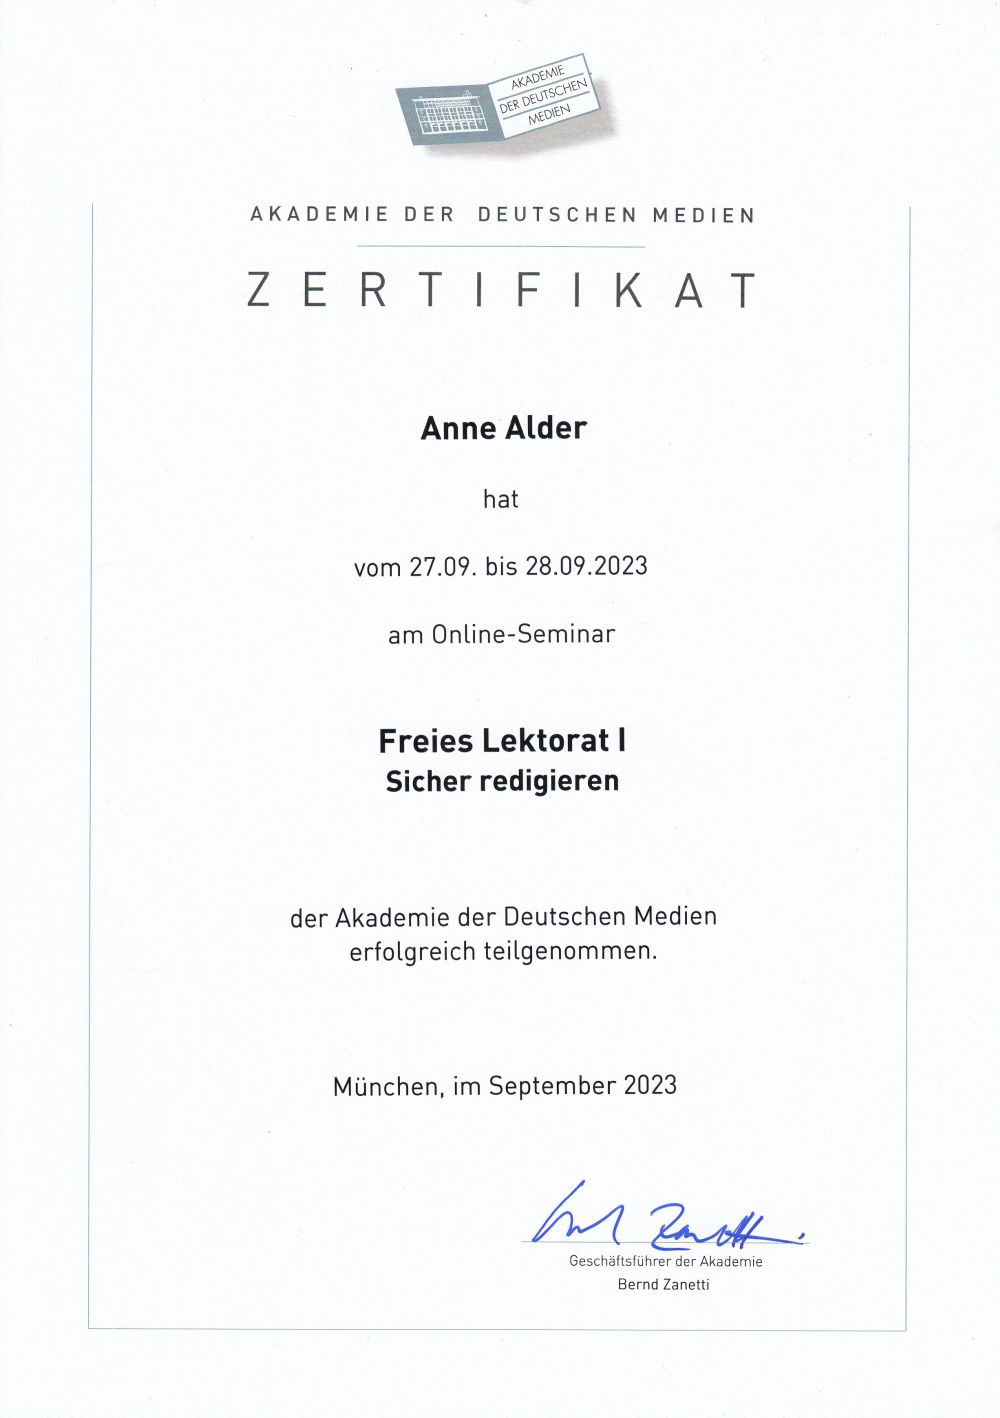 AKADEMIE
DER DEUTSCHEN
MEDIEN
AKADEMIE DER DEUTSCHEN MEDIEN
ZERTIFIKAT
Anne Alder
hat
vom 27.09. bis 28.09.2023
am Online-Seminar
Freies Lektorat I
Sicher redigieren
der Akademie der Deutschen Medien
erfolgreich teilgenommen.
München, im September 2023
Geschäftsführer der Akademie
Bernd Zanetti